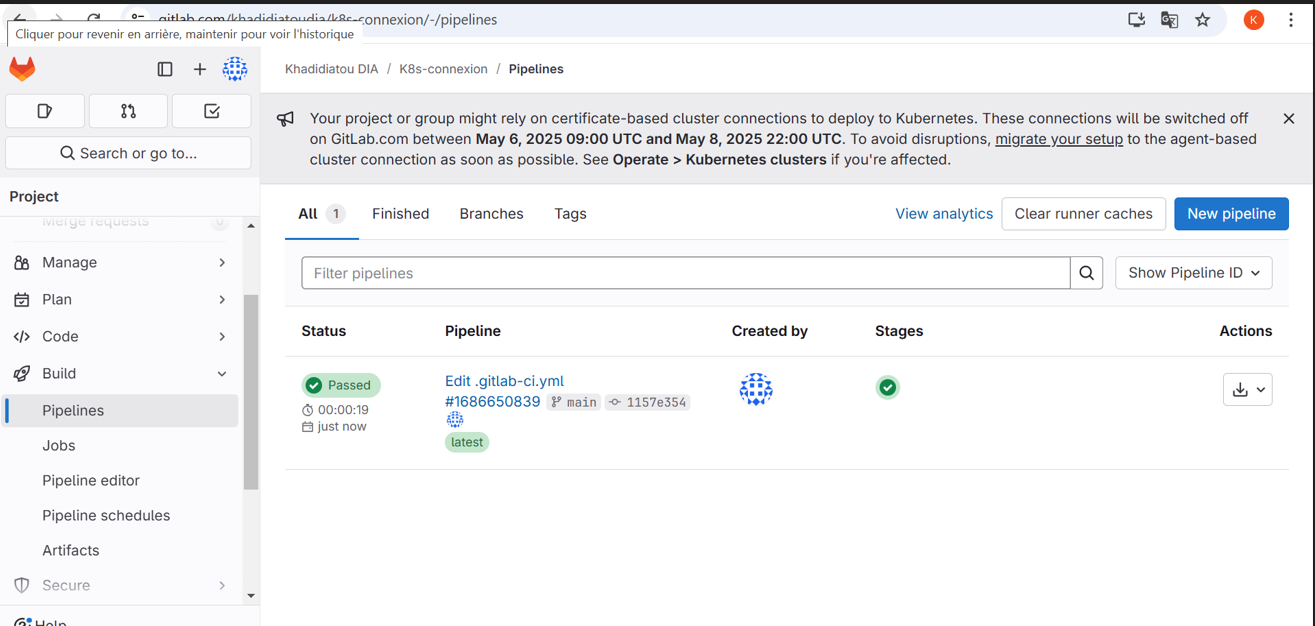 gitlab.com/khadidiatoudia/k8s-connexion/-/pipelines
K
Cliquer pour revenir en arrière, maintenir pour voir l'historique
Search or go to...
Project
Merge requests 0
Manage
Plan
Code
Build
Pipelines
Jobs
Pipeline editor
Pipeline schedules
Artifacts
Secure
Help
Khadidiatou DIA / K8s-connexion / Pipelines
Your project or group might rely on certificate-based cluster connections to deploy to Kubernetes. These connections will be switched off
on GitLab.com between May 6, 2025 09:00 UTC and May 8, 2025 22:00 UTC. To avoid disruptions, migrate your setup to the agent-based
cluster connection as soon as possible. See Operate > Kubernetes clusters if you're affected.
All 1 Finished Branches Tags View analytics Clear runner caches New pipeline
Filter pipelines Show Pipeline ID
Status Pipeline Created by Stages Actions
Passed
00:00:19
just now
Edit .gitlab-ci.yml
#1686650839 main 1157e354
latest